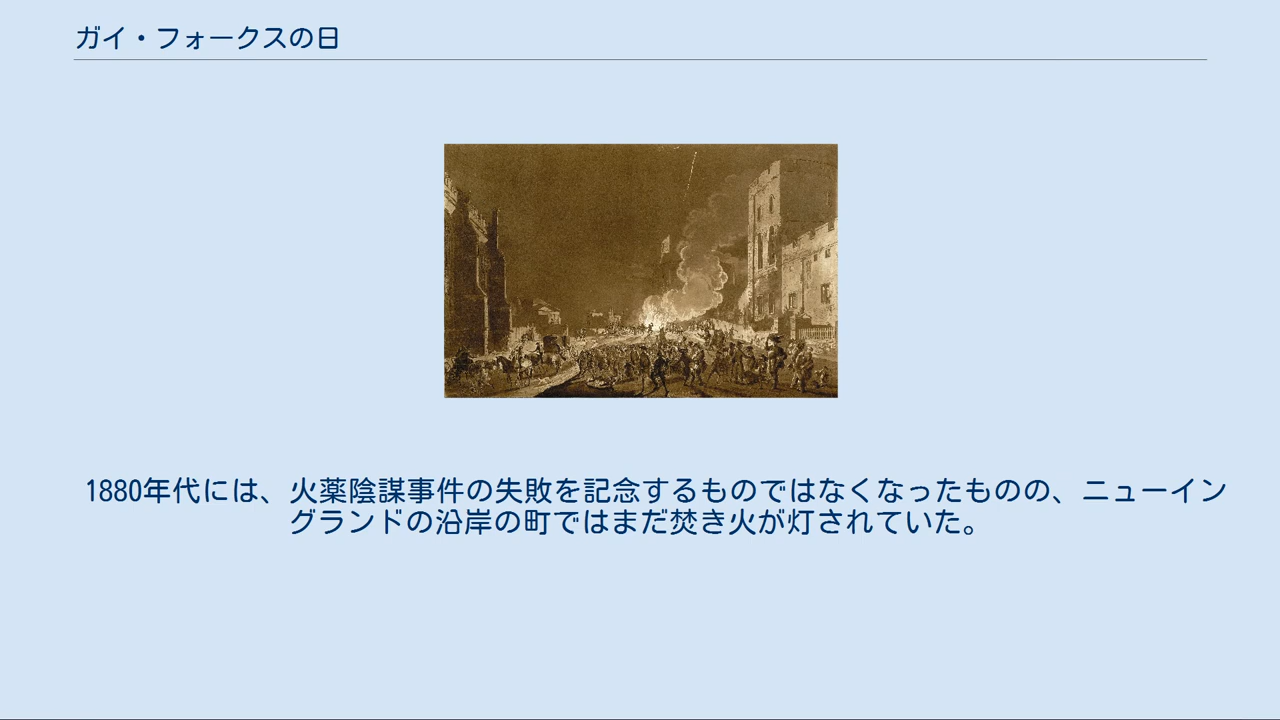 ガイ・フォークスの日
1880年代には、火薬陰謀事件の失敗を記念するものではなくなったものの、ニューイン
グランドの沿岸の町ではまだ焚き火が灯されていた。